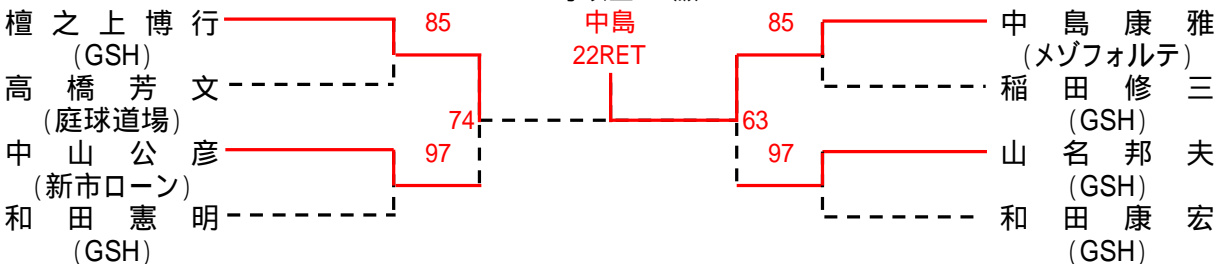 檀之上博行
(GSH)
高橋芳文
(庭球道場)
中山公彦
(新市ローン)
和田憲明
(GSH)
85
97
74
中島
22RET
63
85
97
中島康雅
(メゾフォルテ)
稲田修三
(GSH)
山名邦夫
(GSH)
和田康宏
(GSH)